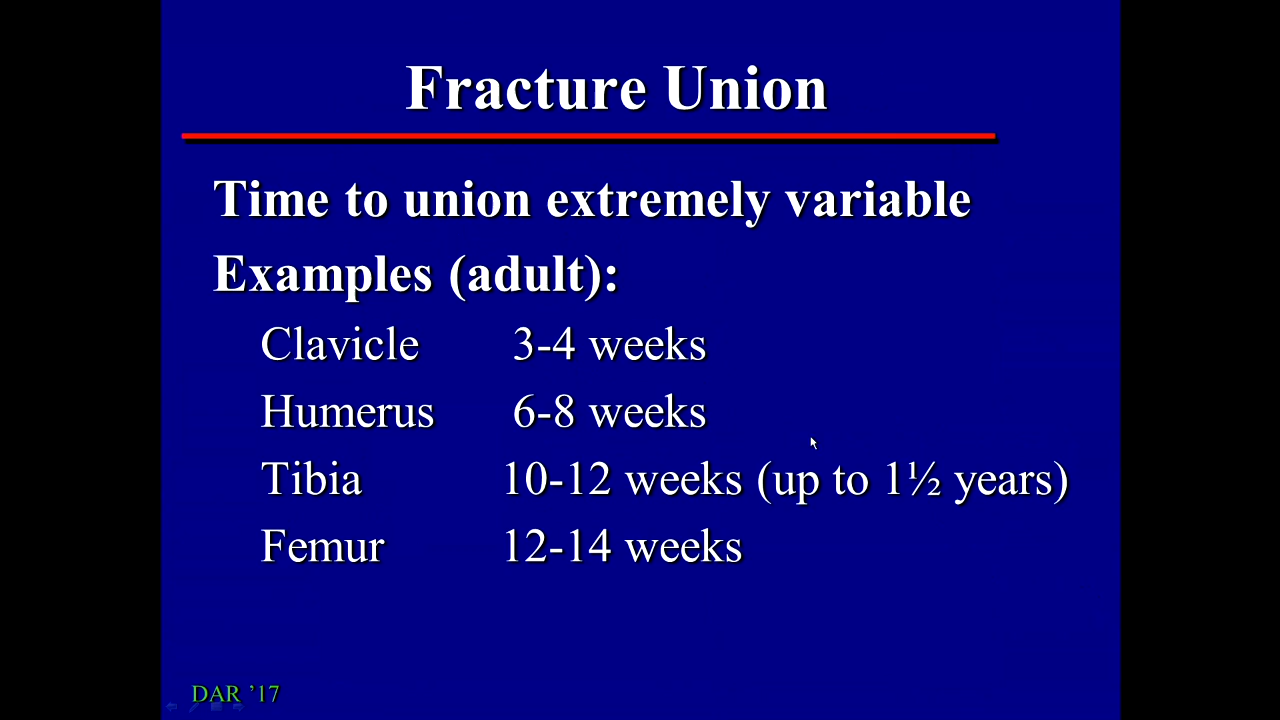 Fracture Union
Time to union extremely variable
Examples (adult):
Clavicle 3-4 weeks
Humerus 6-8 weeks
Tibia 10-12 weeks (up to 1½ years)
Femur 12-14 weeks
DAR ’17